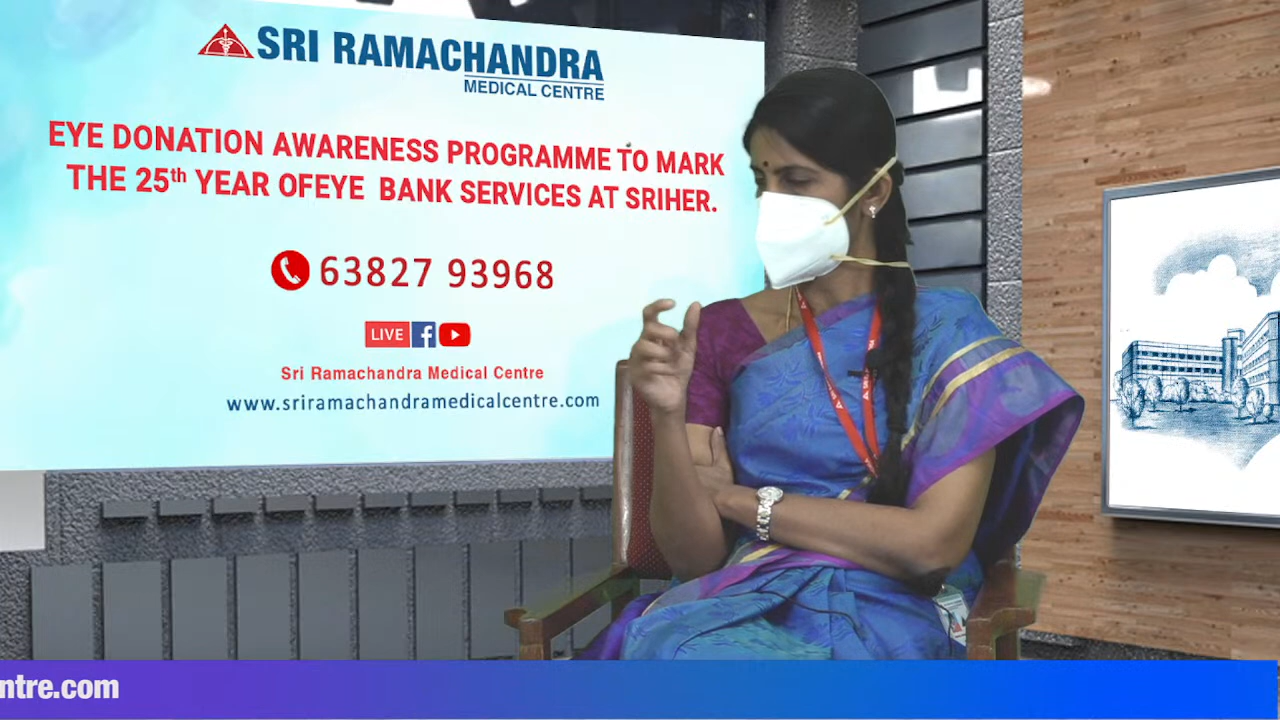 SRI RAMACHANDRA
MEDICAL CENTRE
EYE DONATION AWARENESS PROGRAMME TO MARK
THE 25th YEAR OFEYE BANK SERVICES AT SRIHER.
63827 93968
LIVE
Sri Ramachandra Medical Centre
www.sriramachandramedicalcentre.com
ntre.com